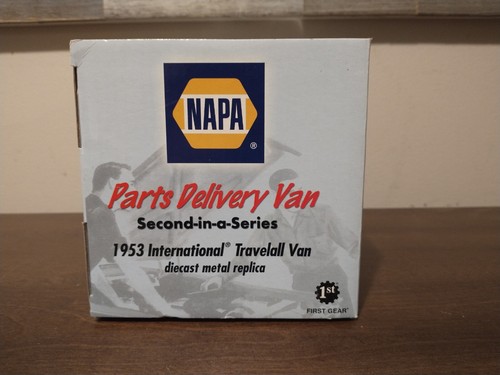 NAPA
®
Parts Delivery Van
Second-in-a-Series
1953 International® Travelall Van
diecast metal replica
1st
FIRST GEAR®